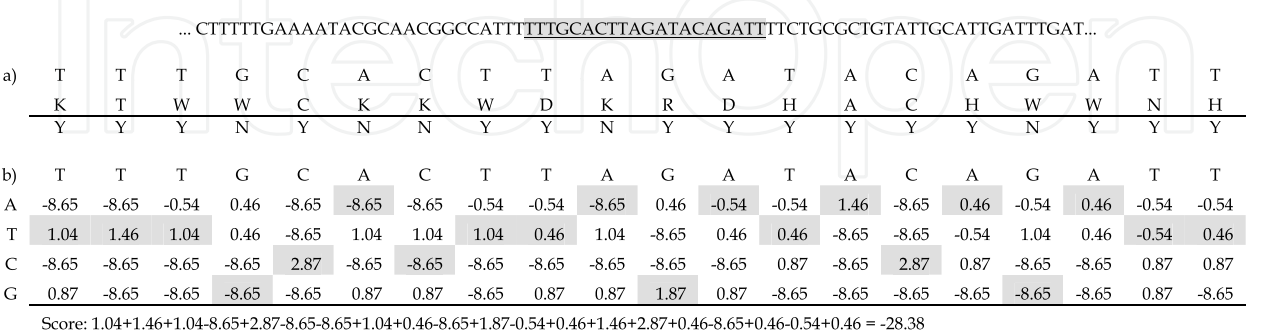 ... CTTTTTGAAAATACGCAACGGCCATTTTTTGCACTTAGATACAGATTTTCTGCGCTGTATTGCATTGATTTGAT...
a) T T T G C A C T T A G A T A C A G A T T
K T W W C K K W D K R D H A C H W W N H
Y Y Y N Y N N Y Y N Y Y Y Y Y Y N Y Y Y
b) T T T G C A C T T A G A T A C A G A T T
A -8.65 -8.65 -0.54 0.46 -8.65 -8.65 -8.65 -0.54 -0.54 -8.65 0.46 -0.54 -0.54 1.46 -8.65 0.46 -0.54 0.46 -0.54 -0.54
T 1.04 1.46 1.04 0.46 -8.65 1.04 1.04 1.04 0.46 1.04 -8.65 0.46 0.46 -8.65 -8.65 -0.54 1.04 0.46 -0.54 0.46
C -8.65 -8.65 -8.65 -8.65 2.87 -8.65 -8.65 -8.65 -8.65 -8.65 -8.65 -8.65 0.87 -8.65 2.87 0.87 -8.65 -8.65 0.87 0.87
G 0.87 -8.65 -8.65 -8.65 -8.65 0.87 0.87 -8.65 0.87 0.87 1.87 0.87 -8.65 -8.65 -8.65 -8.65 -8.65 -8.65 0.87 -8.65
Score: 1.04+1.46+1.04-8.65+2.87-8.65-8.65+1.04+0.46-8.65+1.87-0.54+0.46+1.46+2.87+0.46-8.65+0.46-0.54+0.46 = -28.38
IntechOpen